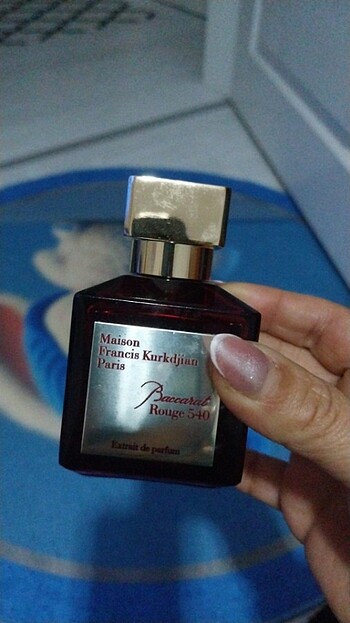 Maison
Francis Kurkdjian
Paris
Baccarat
Rouge 540
Extrait de parfum